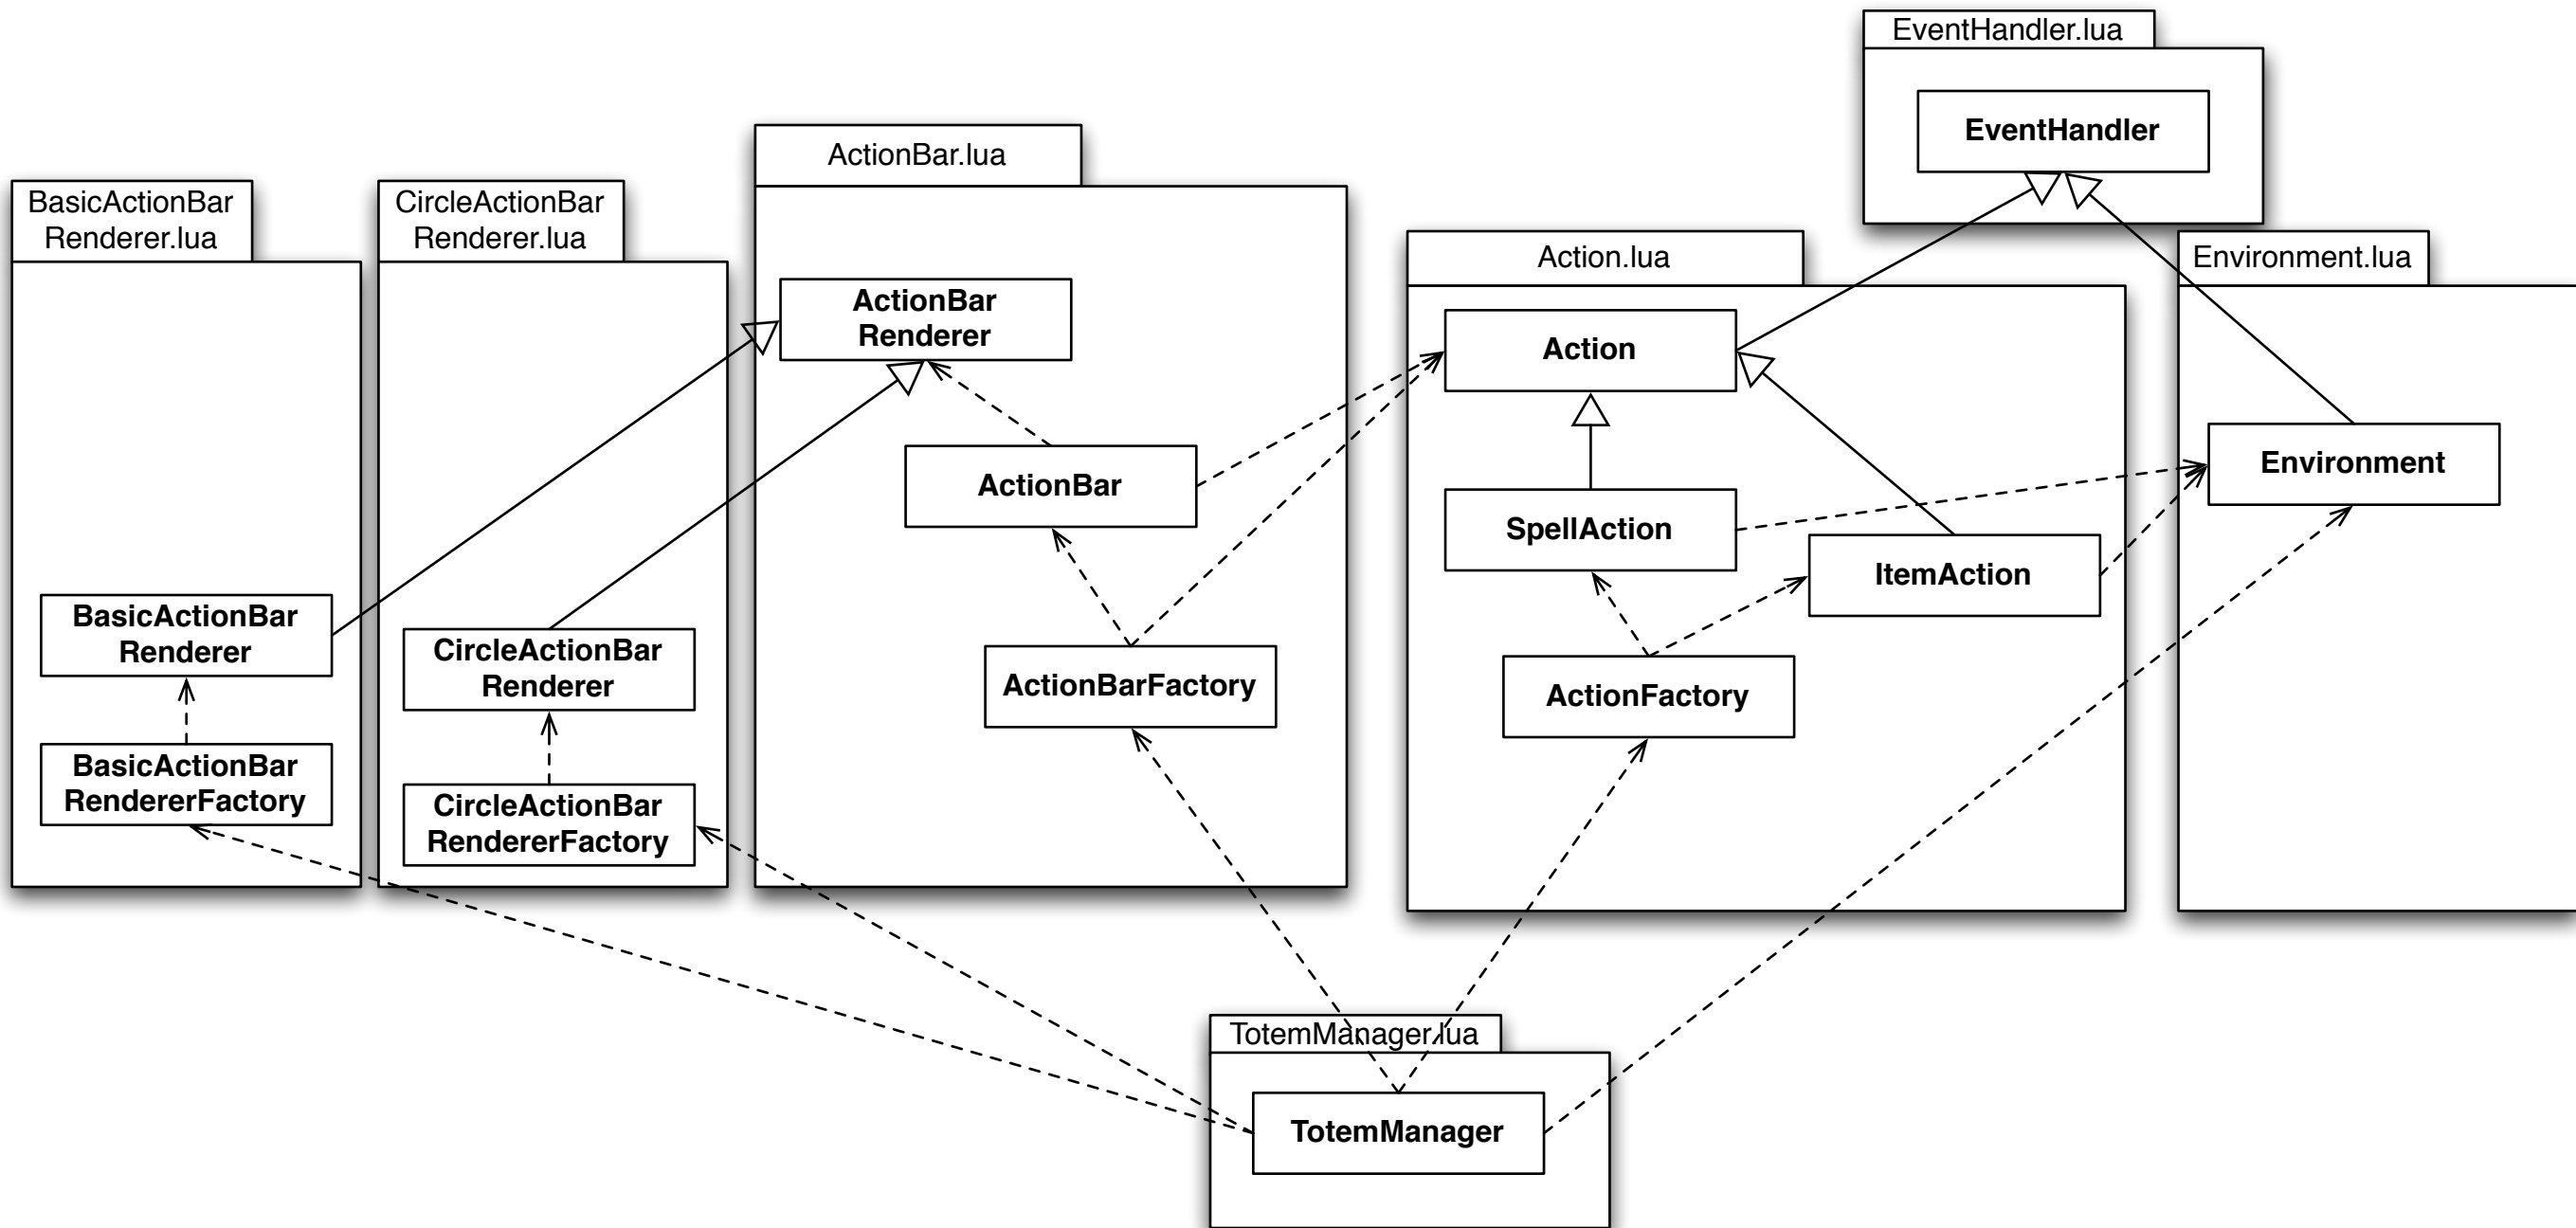 EventHandler.lua
EventHandler
ActionBar.lua
BasicActionBar
Renderer.lua
CircleActionBar
Renderer.lua
Action.lua
Environment.lua
ActionBar
Renderer
Action
ActionBar
Environment
SpellAction
ItemAction
BasicActionBar
Renderer
CircleActionBar
Renderer
ActionBarFactory
ActionFactory
BasicActionBar
RendererFactory
CircleActionBar
RendererFactory
TotemManager.lua
TotemManager